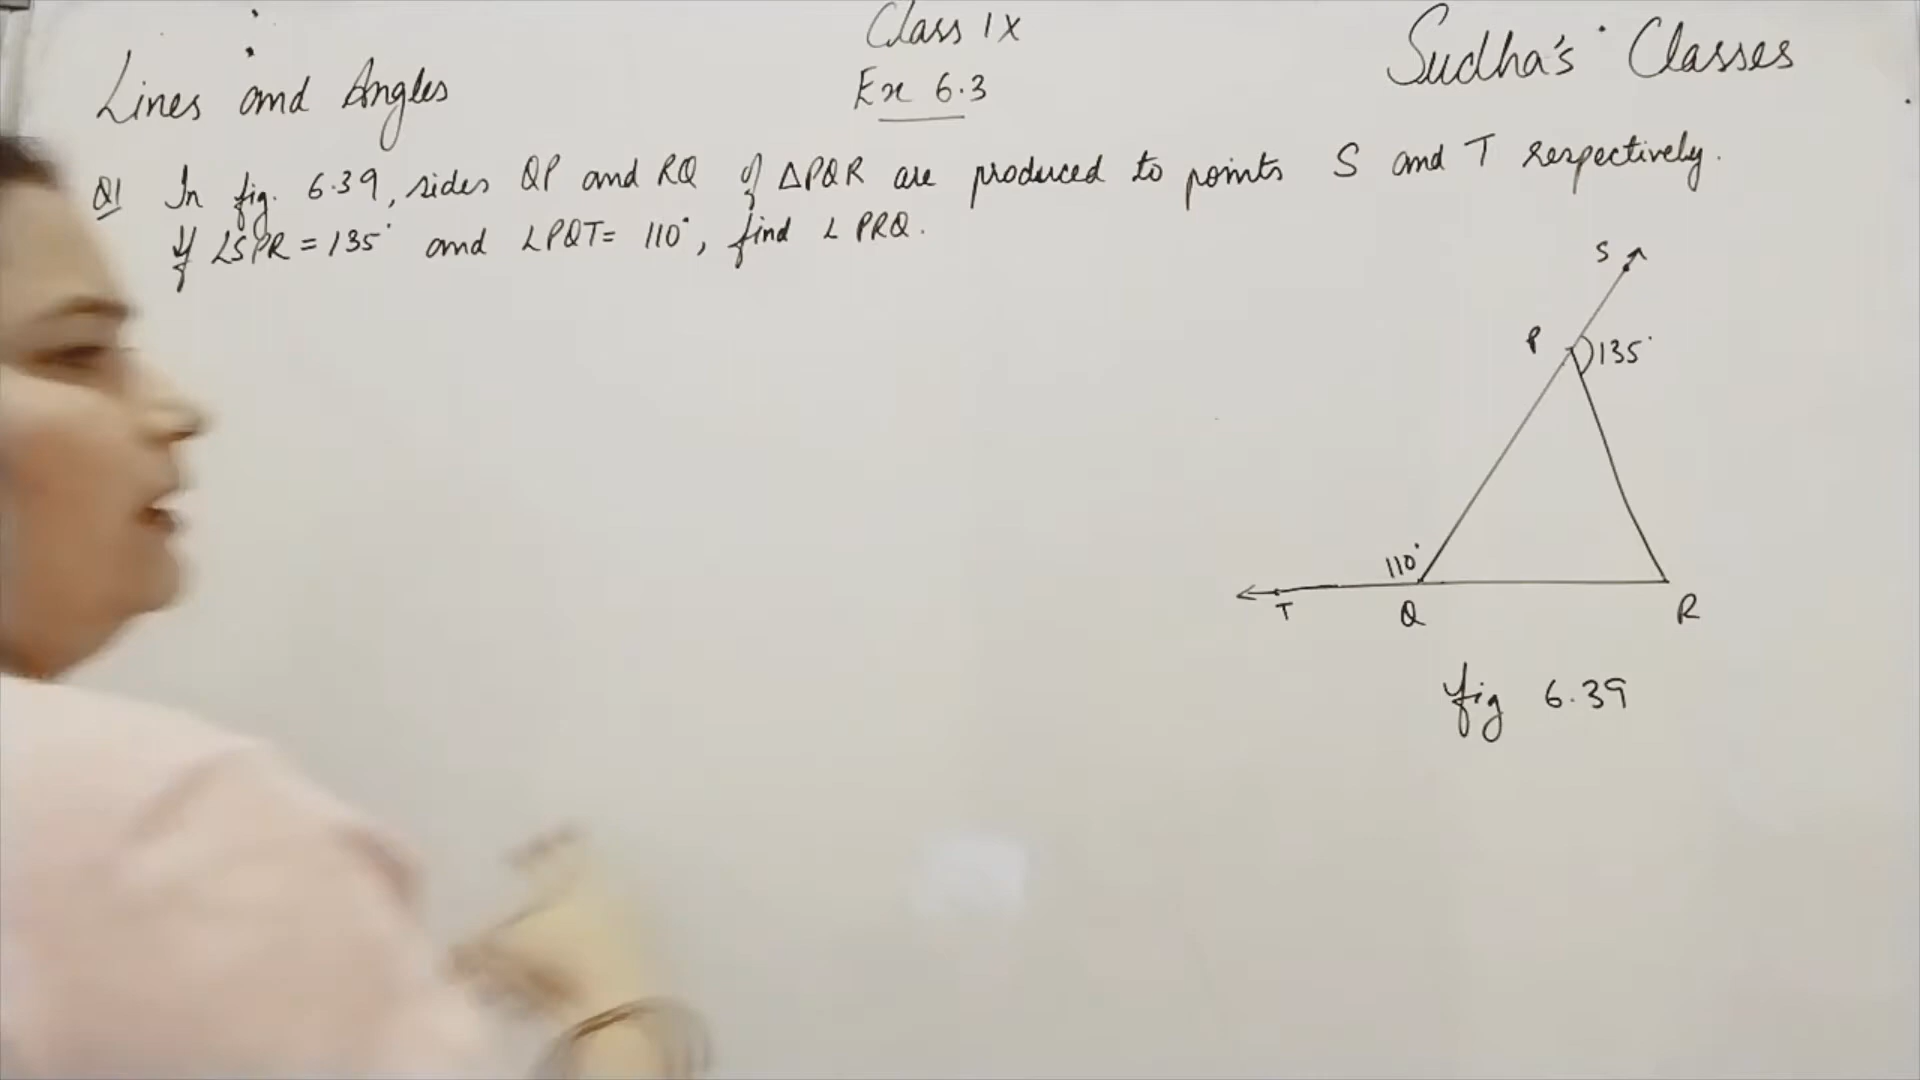 Class IX
Sudha's Classes
Lines and Angles
Ex 6.3
Q1 In fig. 6.39, sides QP and RQ of ΔPQR are produced to points S and T respectively.
If ∠SPR = 135° and ∠PQT = 110°, find ∠PRQ.
S
P
135°
110°
T
Q
R
fig 6.39